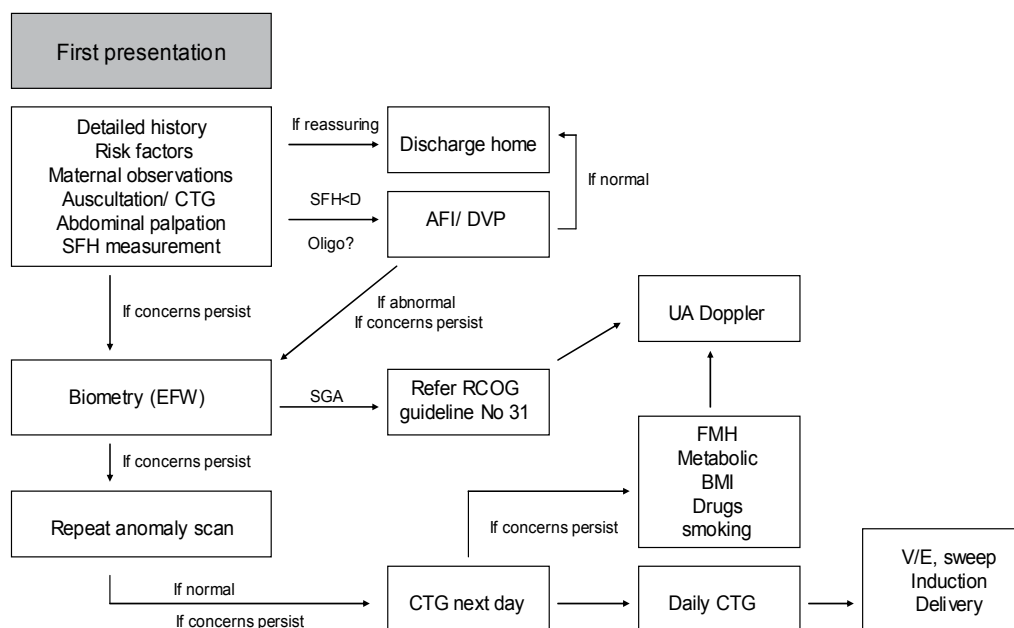 First presentation
Detailed history
Risk factors
Maternal observations
Auscultation/ CTG
Abdominal palpation
SFH measurement
If reassuring
Discharge home
If normal
SFH<D
Oligo?
AFI/ DVP
If concerns persist
If abnormal
If concerns persist
UA Doppler
Biometry (EFW)
SGA
Refer RCOG
guideline No 31
If concerns persist
FMH
Metabolic
BMI
Drugs
smoking
Repeat anomaly scan
If concerns persist
If normal
If concerns persist
CTG next day
Daily CTG
V/E, sweep
Induction
Delivery